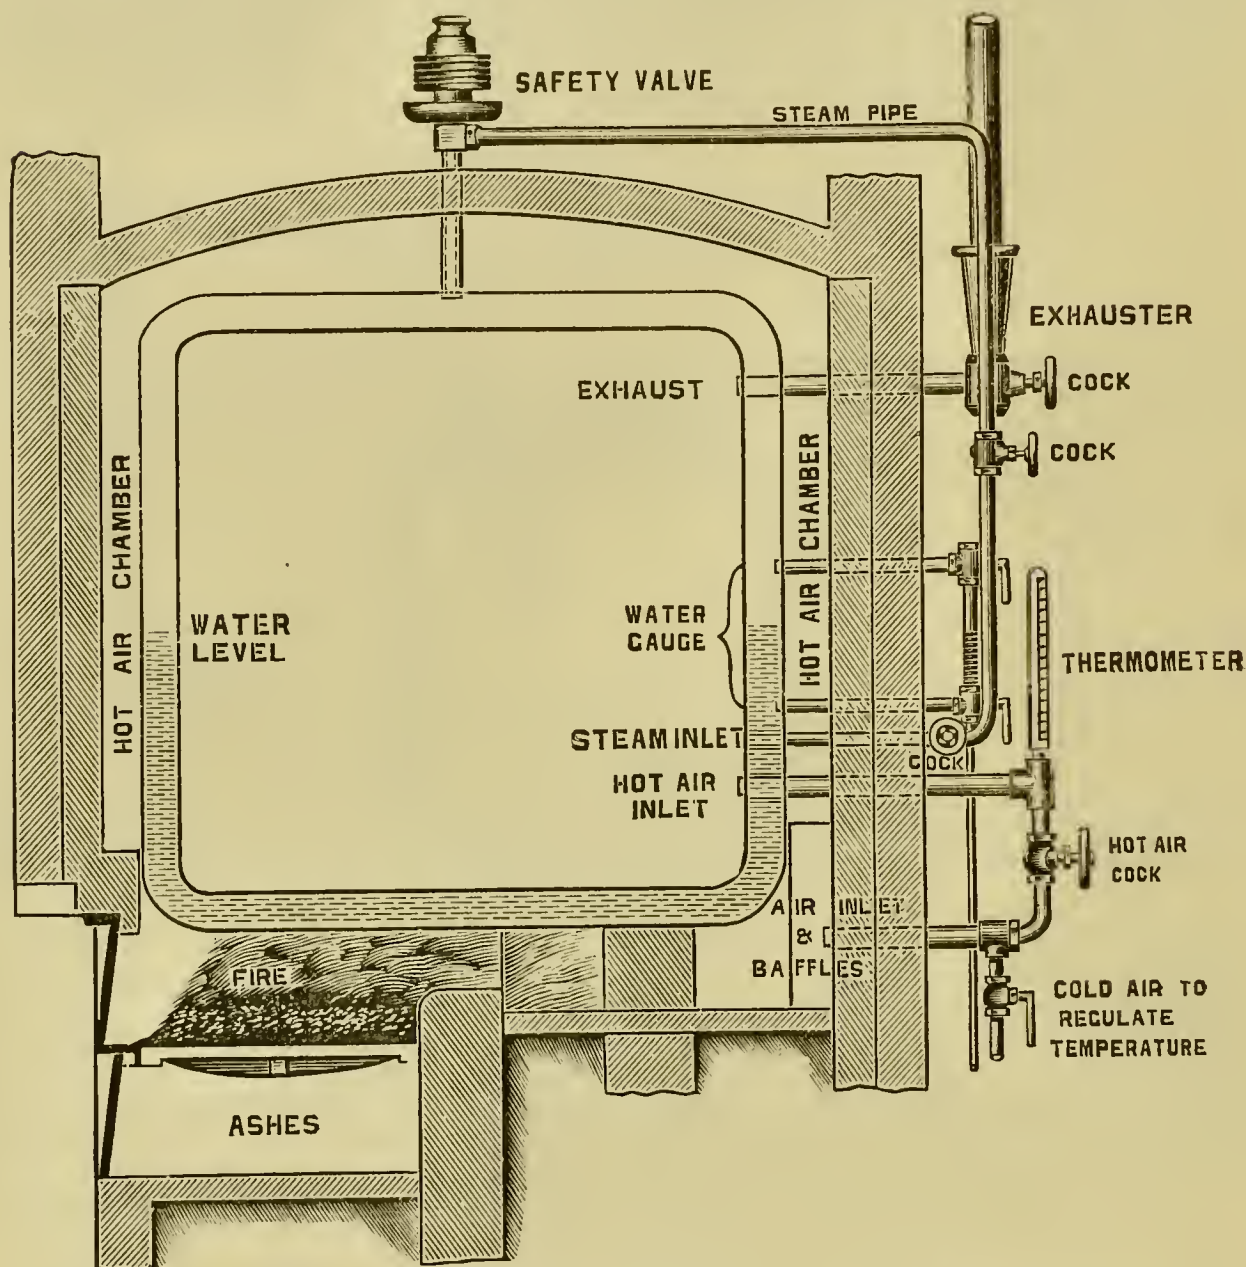 SAFETY VALVE
STEAM PIPE
EXHAUSTER
EXHAUST
COCK
COCK
HOT AIR CHAMBER
HOT AIR CHAMBER
WATER
LEVEL
WATER
GAUGE
THERMOMETER
STEAM INLET
COCK
HOT AIR
INLET
HOT AIR
COCK
AIR INLET
&
BAFFLES
FIRE
COLD AIR TO
REGULATE
TEMPERATURE
ASHES